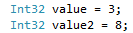 Int32 value = 3;
Int32 value2 = 8;